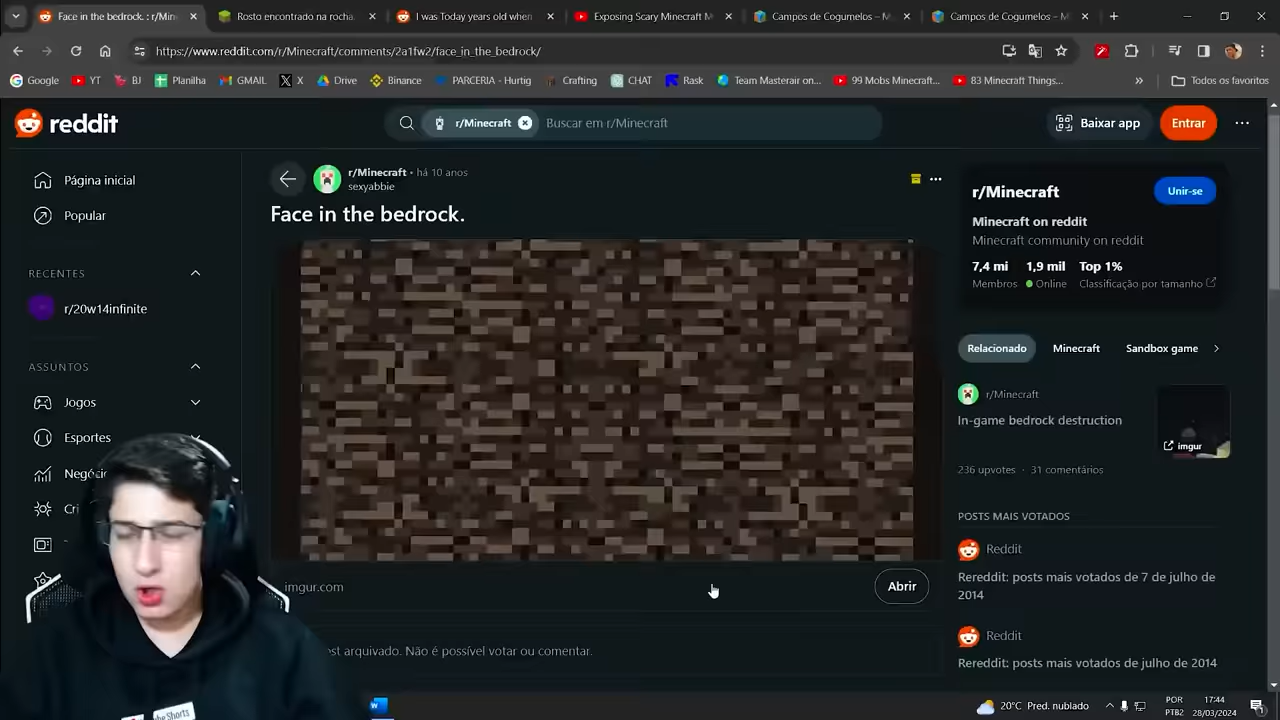 Face in the bedrock. : r/Min
Rosto encontrado na rocha
I was Today years old when
Exposing Scary Minecraft M
Campos de Cogumelos – M
Campos de Cogumelos – M
https://www.reddit.com/r/Minecraft/comments/2a1fw2/face_in_the_bedrock/
Google
YT
BJ
Planilha
GMAIL
X
Drive
Binance
PARCERIA - Hurtig
Crafting
CHAT
Rask
Team Masterair on...
99 Mobs Minecraft...
83 Minecraft Things...
»
Todos os favoritos
reddit
r/Minecraft
Buscar em r/Minecraft
Baixar app
Entrar
Página inicial
Popular
RECENTES
r/20w14infinite
ASSUNTOS
Jogos
Esportes
Negóci
Cri
r/Minecraft • há 10 anos
sexyabbie
Face in the bedrock.
imgur.com
Abrir
ost arquivado. Não é possível votar ou comentar.
r/Minecraft
Unir-se
Minecraft on reddit
Minecraft community on reddit
7,4 mi 1,9 mil Top 1%
Membros Online Classificação por tamanho
Relacionado Minecraft Sandbox game
r/Minecraft
In-game bedrock destruction
imgur
236 upvotes · 31 comentários
POSTS MAIS VOTADOS
Reddit
Rereddit: posts mais votados de 7 de julho de
2014
Reddit
Rereddit: posts mais votados de julho de 2014
Shorts
W
20°C
POR
PTB2
17:44
28/03/2024